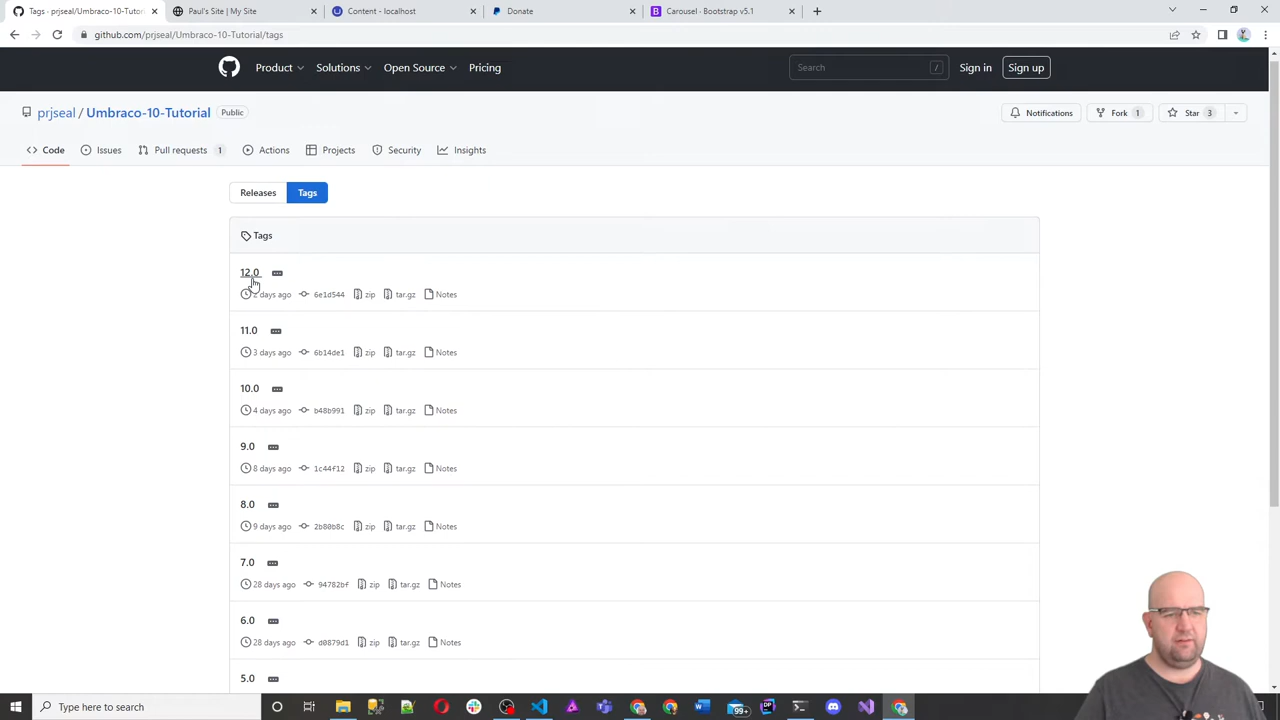 Tags · prjseal/Umbraco-10-Tutori
Paul's Site | My Site
Content - localhost
Donate
Carousel · Bootstrap v5.1
github.com/prjseal/Umbraco-10-Tutorial/tags
Product Solutions Open Source Pricing
Search /
Sign in Sign up
prjseal / Umbraco-10-Tutorial Public
Notifications Fork 1 Star 3
Code Issues Pull requests 1 Actions Projects Security Insights
Releases Tags
Tags
12.0
days ago 6e1d544 zip tar.gz Notes
11.0
3 days ago 6b14de1 zip tar.gz Notes
10.0
4 days ago b48b991 zip tar.gz Notes
9.0
8 days ago 1c44f12 zip tar.gz Notes
8.0
9 days ago 2b80b8c zip tar.gz Notes
7.0
28 days ago 94782bf zip tar.gz Notes
6.0
28 days ago d0879d1 zip tar.gz Notes
5.0
Type here to search
99+